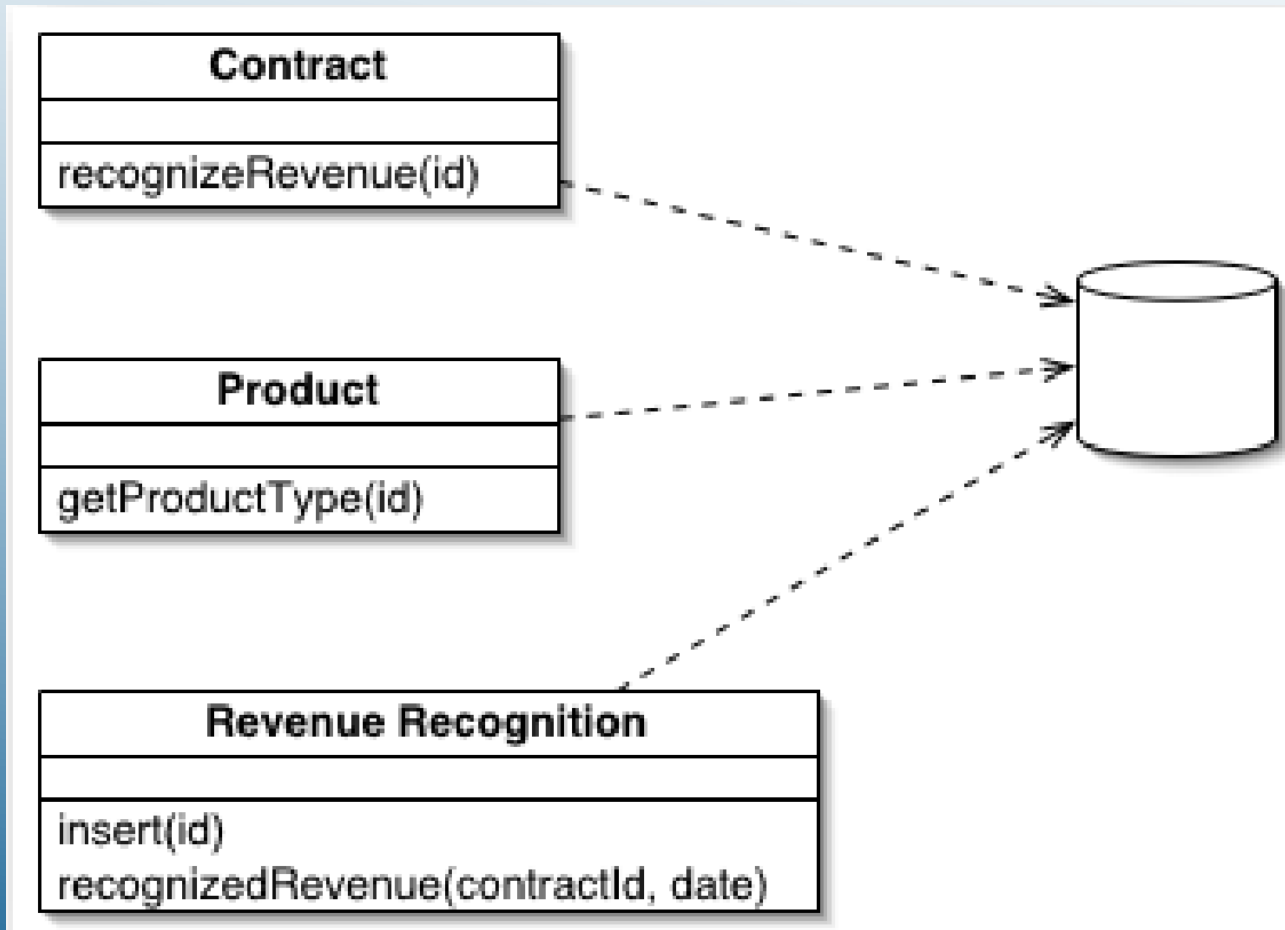 Contract
recognizeRevenue(id)
Product
getProductType(id)
Revenue Recognition
insert(id)
recognizedRevenue(contractId, date)